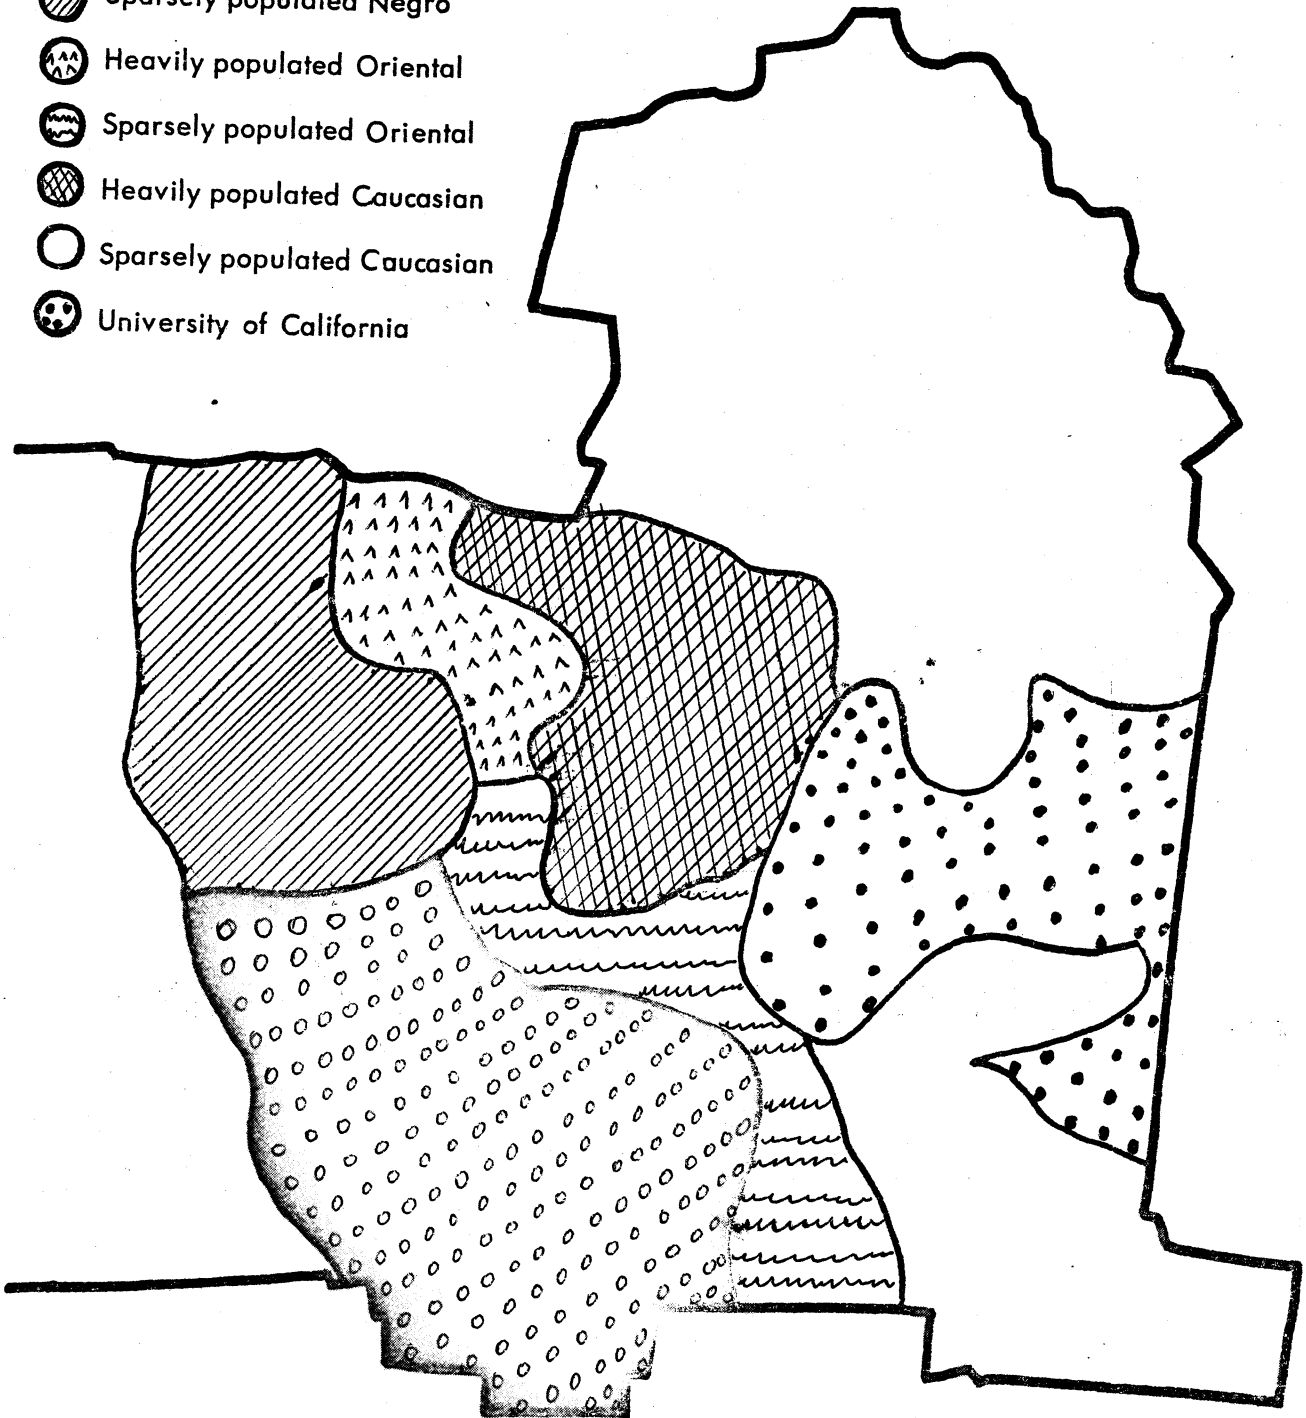 Sparsely populated Negro
Heavily populated Oriental
Sparsely populated Oriental
Heavily populated Caucasian
Sparsely populated Caucasian
University of California